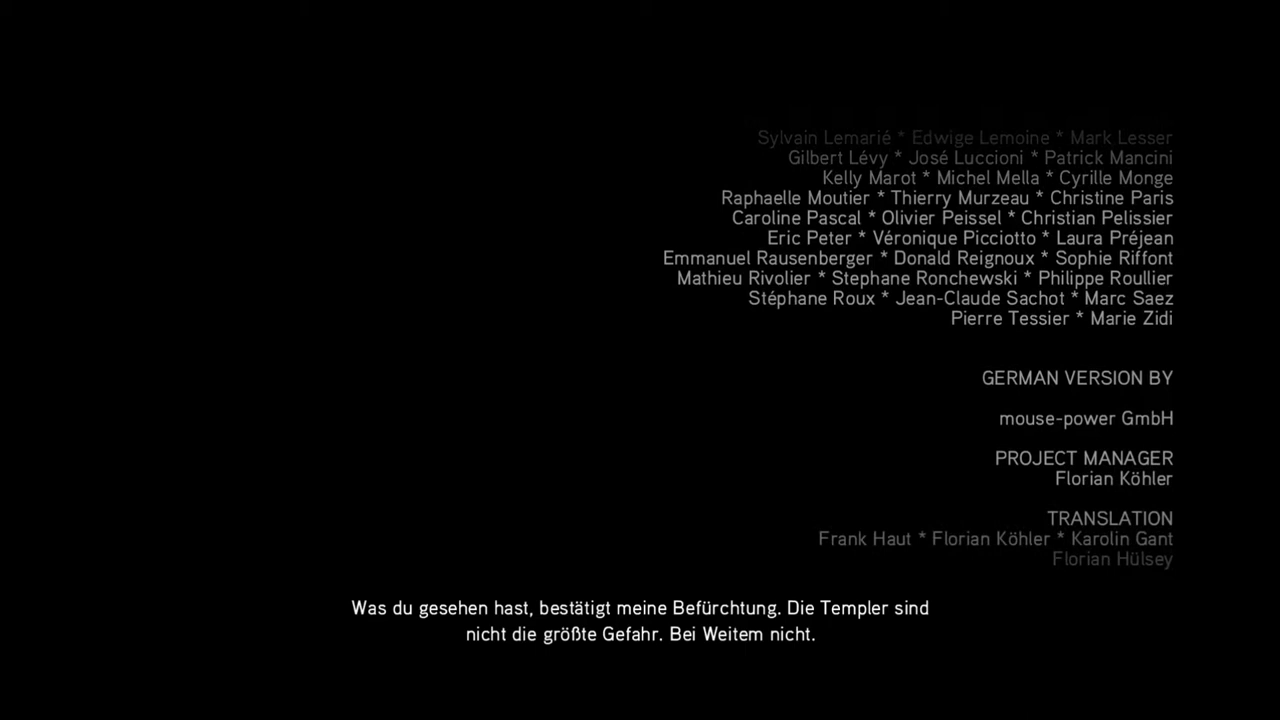 Sylvain Lemarié * Edwige Lemoine * Mark Lesser
Gilbert Lévy * José Luccioni * Patrick Mancini
Kelly Marot * Michel Mella * Cyrille Monge
Raphaelle Moutier * Thierry Murzeau * Christine Paris
Caroline Pascal * Olivier Peissel * Christian Pelissier
Eric Peter * Véronique Picciotto * Laura Préjean
Emmanuel Rausenberger * Donald Reignoux * Sophie Riffont
Mathieu Rivolier * Stephane Ronchewski * Philippe Roullier
Stéphane Roux * Jean-Claude Sachot * Marc Saez
Pierre Tessier * Marie Zidi
GERMAN VERSION BY
mouse-power GmbH
PROJECT MANAGER
Florian Köhler
TRANSLATION
Frank Haut * Florian Köhler * Karolin Gant
Florian Hülsey
Was du gesehen hast, bestätigt meine Befürchtung. Die Templer sind
nicht die größte Gefahr. Bei Weitem nicht.